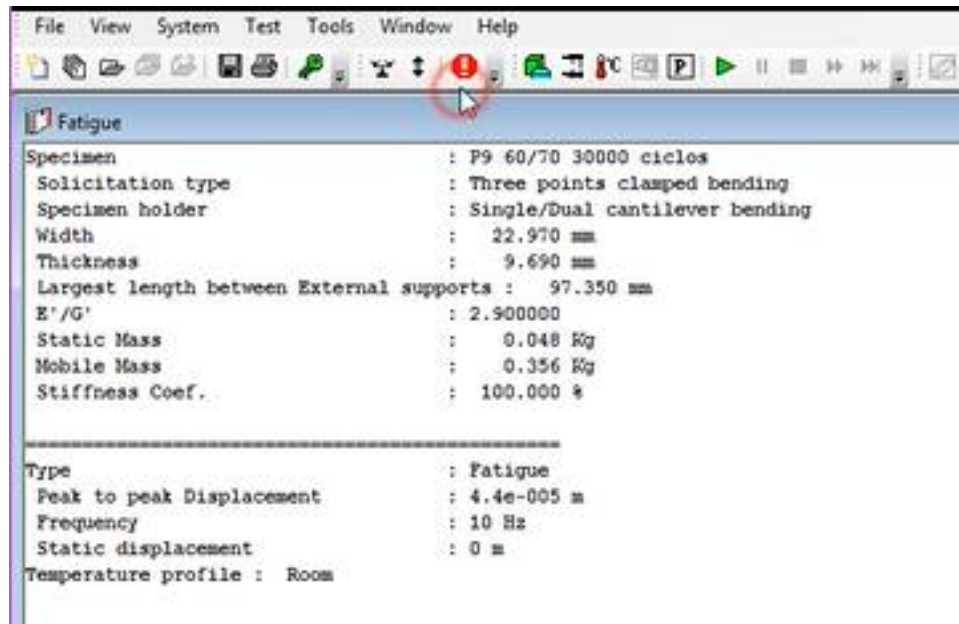 File View System Test Tools Window Help
°C P
Fatigue
Specimen : P9 60/70 30000 ciclos
Solicitation type : Three points clamped bending
Specimen holder : Single/Dual cantilever bending
Width : 22.970 mm
Thickness : 9.690 mm
Largest length between External supports : 97.350 mm
E'/G' : 2.900000
Static Mass : 0.048 Kg
Mobile Mass : 0.356 Kg
Stiffness Coef. : 100.000 %
==================================================
Type : Fatigue
Peak to peak Displacement : 4.4e-005 m
Frequency : 10 Hz
Static displacement : 0 m
Temperature profile : Room